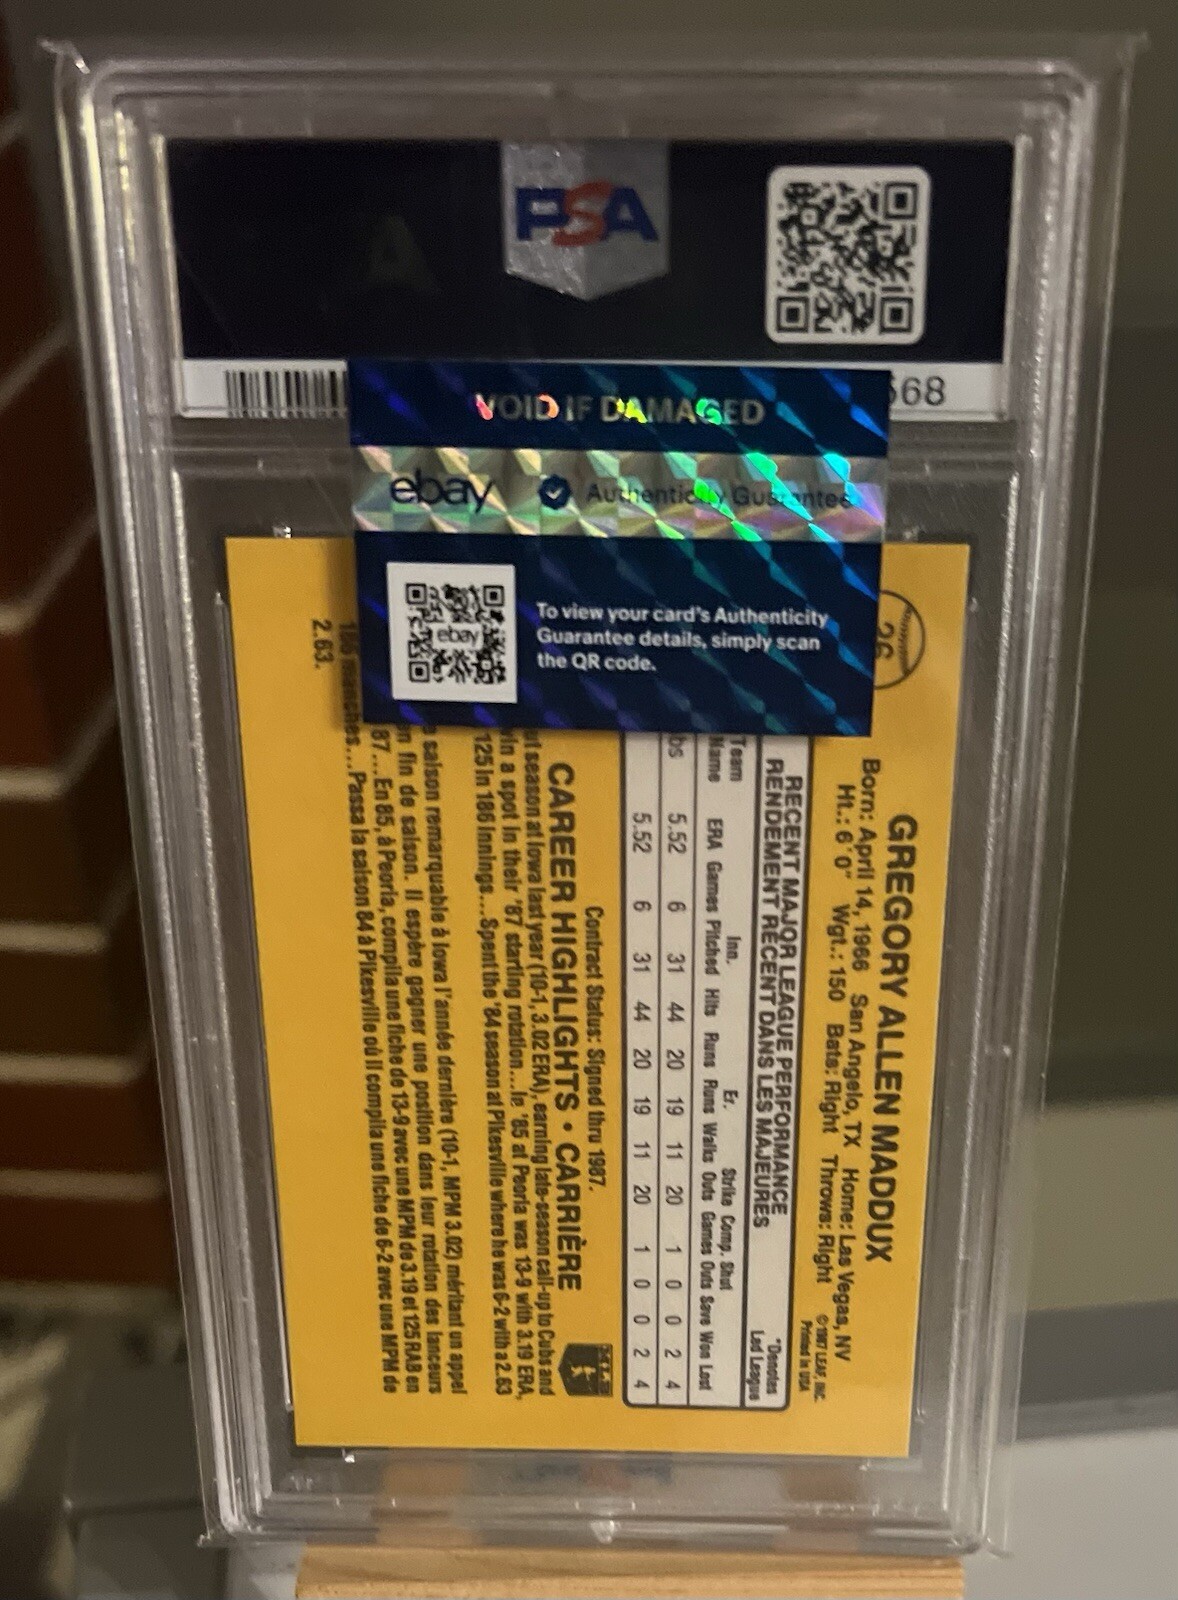 PSA
568
VOID IF DAMAGED
ebay Authenticity Guarantee
ebay
To view your card's Authenticity
Guarantee details, simply scan
the QR code.
26
GREGORY ALLEN MADDUX
Born: April 14, 1966 San Angelo, TX Home: Las Vegas, NV
Ht.: 6'0" Wgt.: 150 Bats: Right Throws: Right
©1987 LEAF, INC.
Printed in USA
RECENT MAJOR LEAGUE PERFORMANCE
RENDEMENT RÉCENT DANS LES MAJEURES
*Denotes
Led League
Team Inn. Er. Strike Comp. Shut
Name ERA Games Pitched Hits Runs Runs Walks Outs Games Outs Save Won Lost
bs 5.52 6 31 44 20 19 11 20 1 0 0 2 4
5.52 6 31 44 20 19 11 20 1 0 0 2 4
Contract Status: Signed thru 1987.
CAREER HIGHLIGHTS • CARRIÈRE
MLB
season at Iowa last year (10-1, 3.02 ERA), earning late-season call-up to Cubs and
a spot in their '87 starting rotation...In '85 at Peoria was 13-9 with 3.19 ERA,
125 in 186 innings...Spent the '84 season at Pikesville where he was 6-2 with a 2.63
saison remarquable à Iowa l'année dernière (10-1, MPM 3.02) méritant un appel
fin de saison. Il espère gagner une position dans leur rotation des lanceurs
87...En 85, à Peoria, compila une fiche de 13-9 avec une MPM de 3.19 et 125 RAB en
186 manches...Passa la saison 84 à Pikesville où il compila une fiche de 6-2 avec une MPM de
2.63.